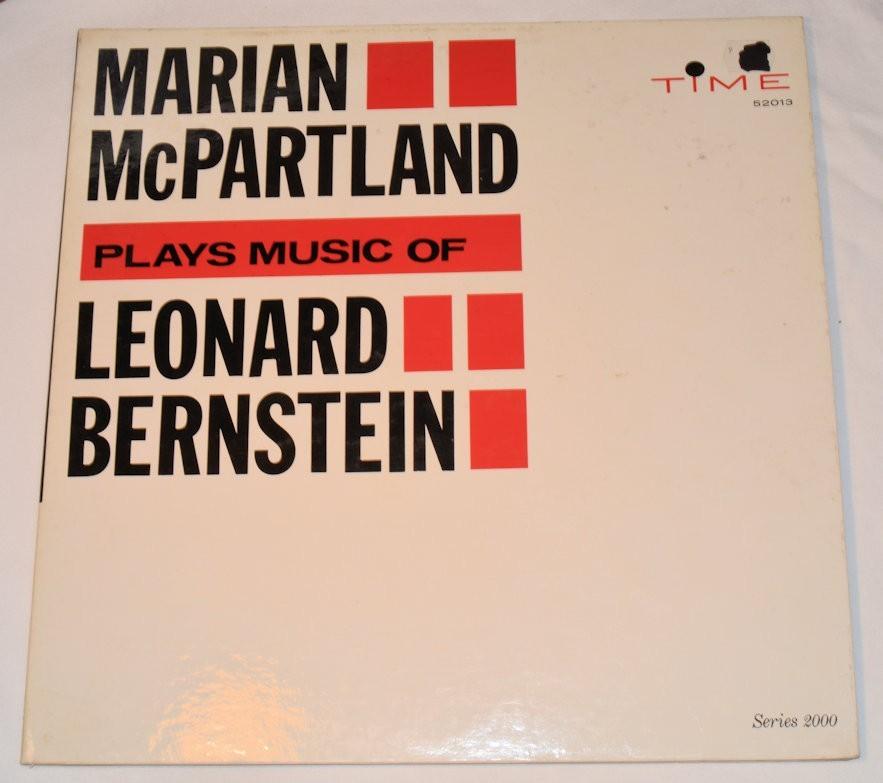 MARIAN
McPARTLAND
PLAYS MUSIC OF
LEONARD
BERNSTEIN
TiME
52013
Series 2000